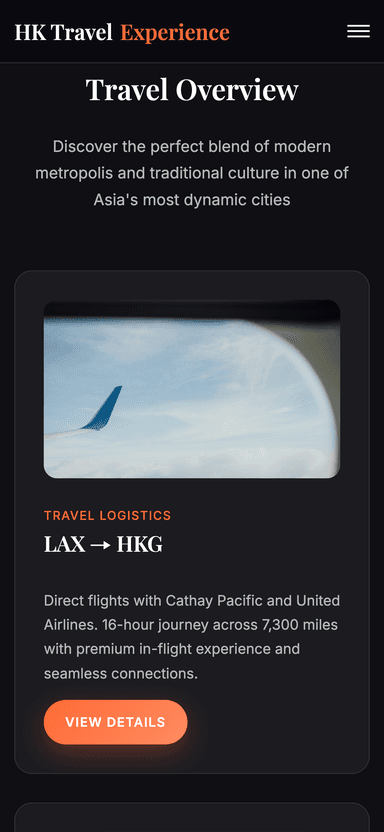 HK Travel Experience
Travel Overview
Discover the perfect blend of modern
metropolis and traditional culture in one of
Asia's most dynamic cities
TRAVEL LOGISTICS
LAX → HKG
Direct flights with Cathay Pacific and United
Airlines. 16-hour journey across 7,300 miles
with premium in-flight experience and
seamless connections.
VIEW DETAILS